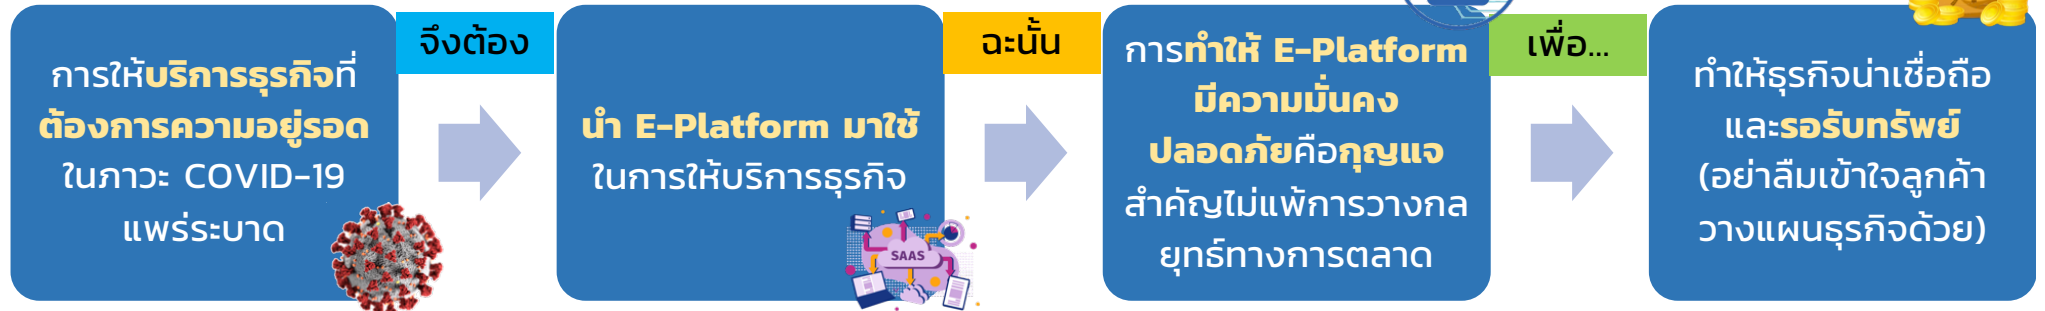 การให้บริการธุรกิจที่
ต้องการความอยู่รอด
ในภาวะ COVID-19
แพร่ระบาด
จึงต้อง
นำ E-Platform มาใช้
ในการให้บริการธุรกิจ
SAAS
ฉะนั้น
การทำให้ E-Platform
มีความมั่นคง
ปลอดภัยคือกุญแจ
สำคัญไม่แพ้การวางกล
ยุทธ์ทางการตลาด
เพื่อ...
ทำให้ธุรกิจน่าเชื่อถือ
และรอรับทรัพย์
(อย่าลืมเข้าใจลูกค้า
วางแผนธุรกิจด้วย)